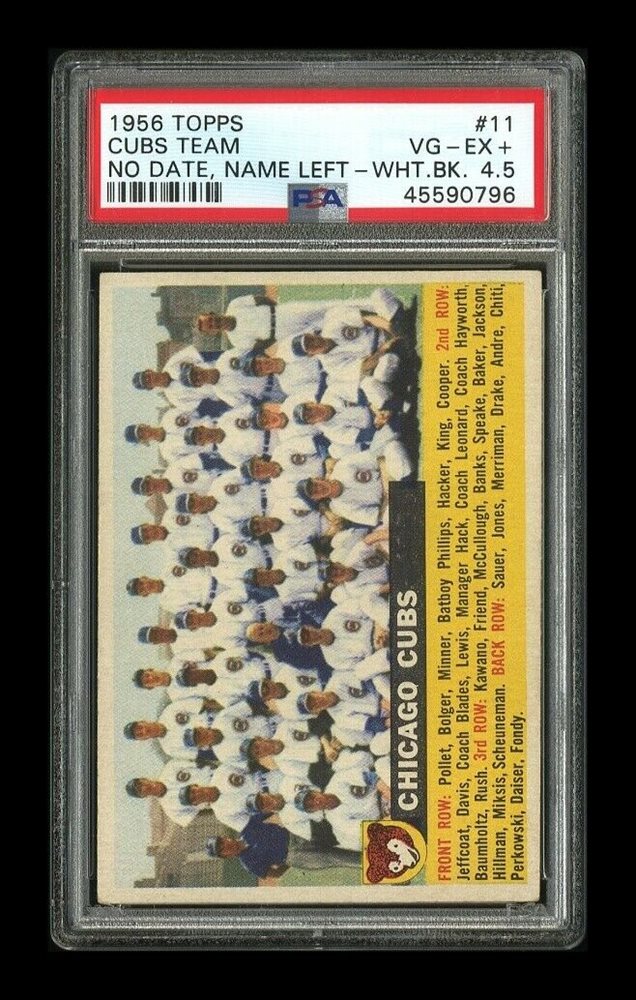 1956 TOPPS #11
CUBS TEAM VG-EX+
NO DATE, NAME LEFT-WHT.BK. 4.5
PSA 45590796
CHICAGO CUBS
FRONT ROW: Pollet, Bolger, Minner, Batboy Phillips, Hacker, King, Cooper. 2nd ROW:
Jeffcoat, Davis, Coach Blades, Lewis, Manager Hack, Coach Leonard, Coach Hayworth,
Baumholtz, Rush. 3rd ROW: Kawano, Friend, McCullough, Banks, Speake, Baker, Jackson,
Hillman, Miksis, Scheuneman. BACK ROW: Sauer, Jones, Merriman, Drake, Andre, Chiti,
Perkowski, Daiser, Fondy.